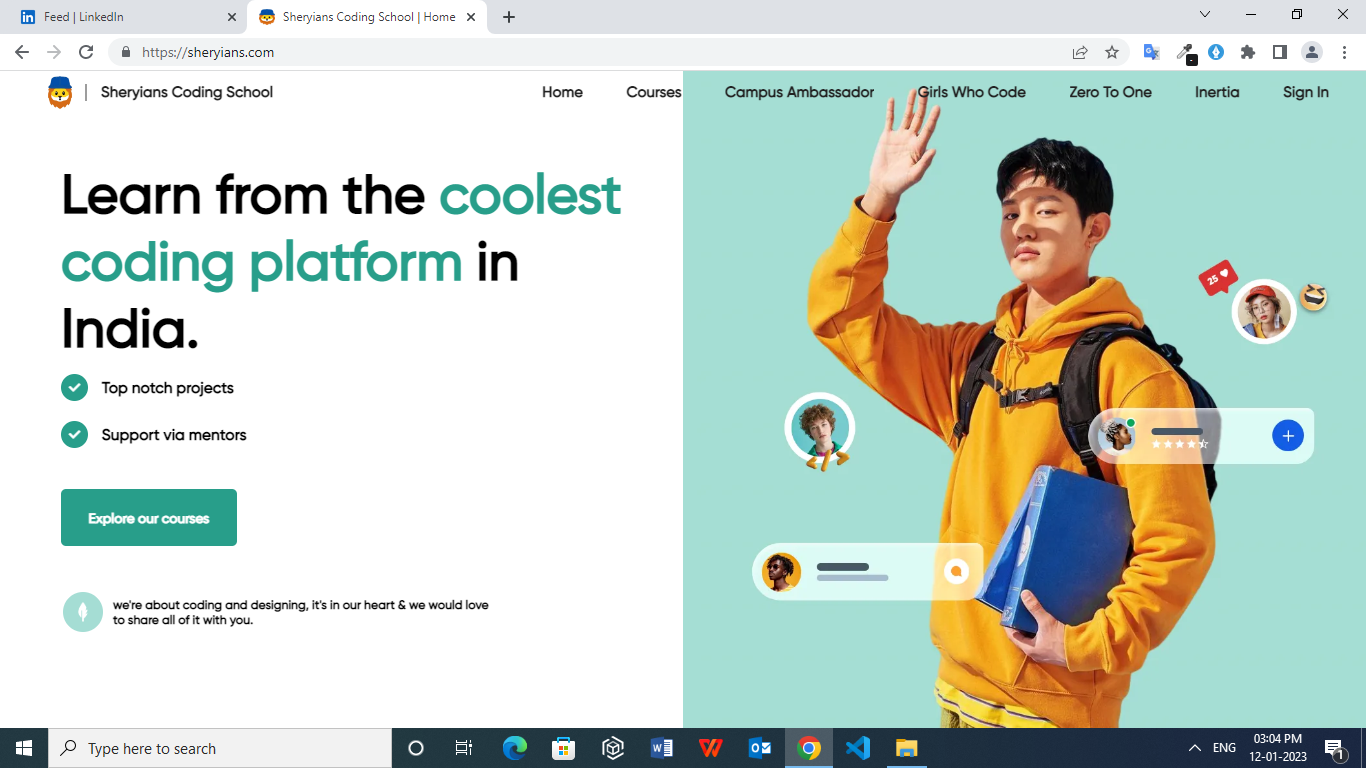 Feed | LinkedIn
Sheryians Coding School | Home
https://sheryians.com
Sheryians Coding School
Home
Courses
Campus Ambassador
Girls Who Code
Zero To One
Inertia
Sign In
Learn from the coolest
coding platform in
India.
Top notch projects
Support via mentors
Explore our courses
we're about coding and designing, it's in our heart & we would love
to share all of it with you.
25
</>
Type here to search
ENG
03:04 PM
12-01-2023
1